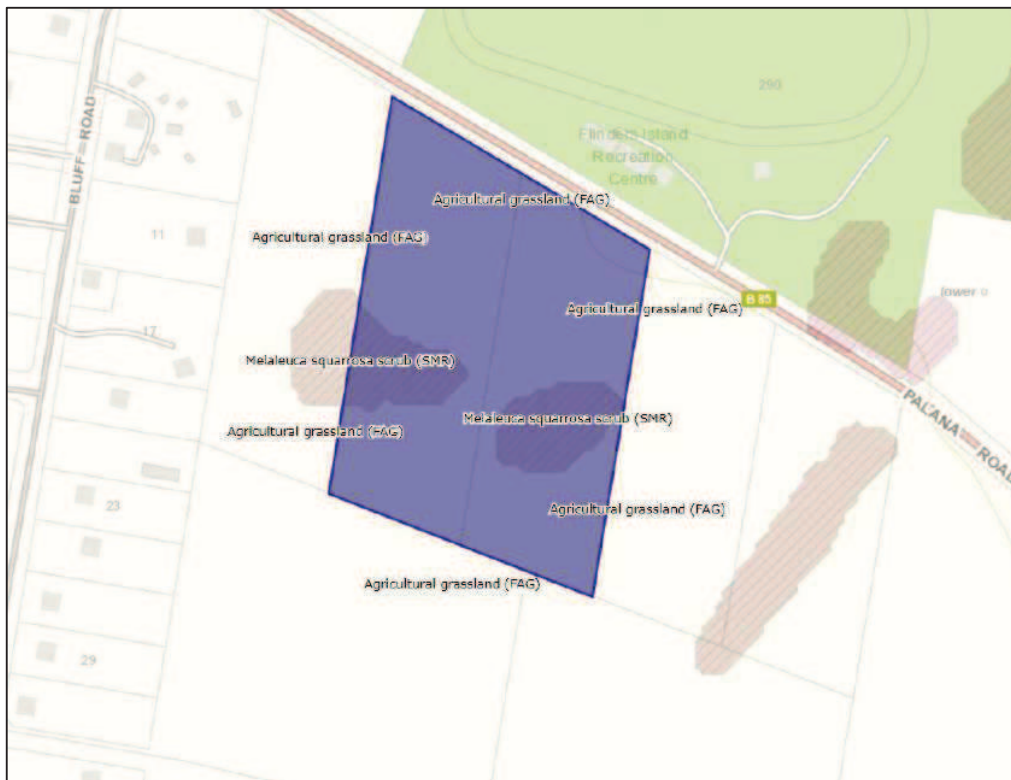 290
Flinders Island
Recreation
Centre
BLUFF ROAD
Agricultural grassland (FAG)
11
Agricultural grassland (FAG)
lower
B 85
Agricultural grassland (FAG)
17
Melaleuca squarrosa scrub (SMR)
PALANA ROAD
Melaleuca squarrosa scrub (SMR)
Agricultural grassland (FAG)
23
Agricultural grassland (FAG)
Agricultural grassland (FAG)
29